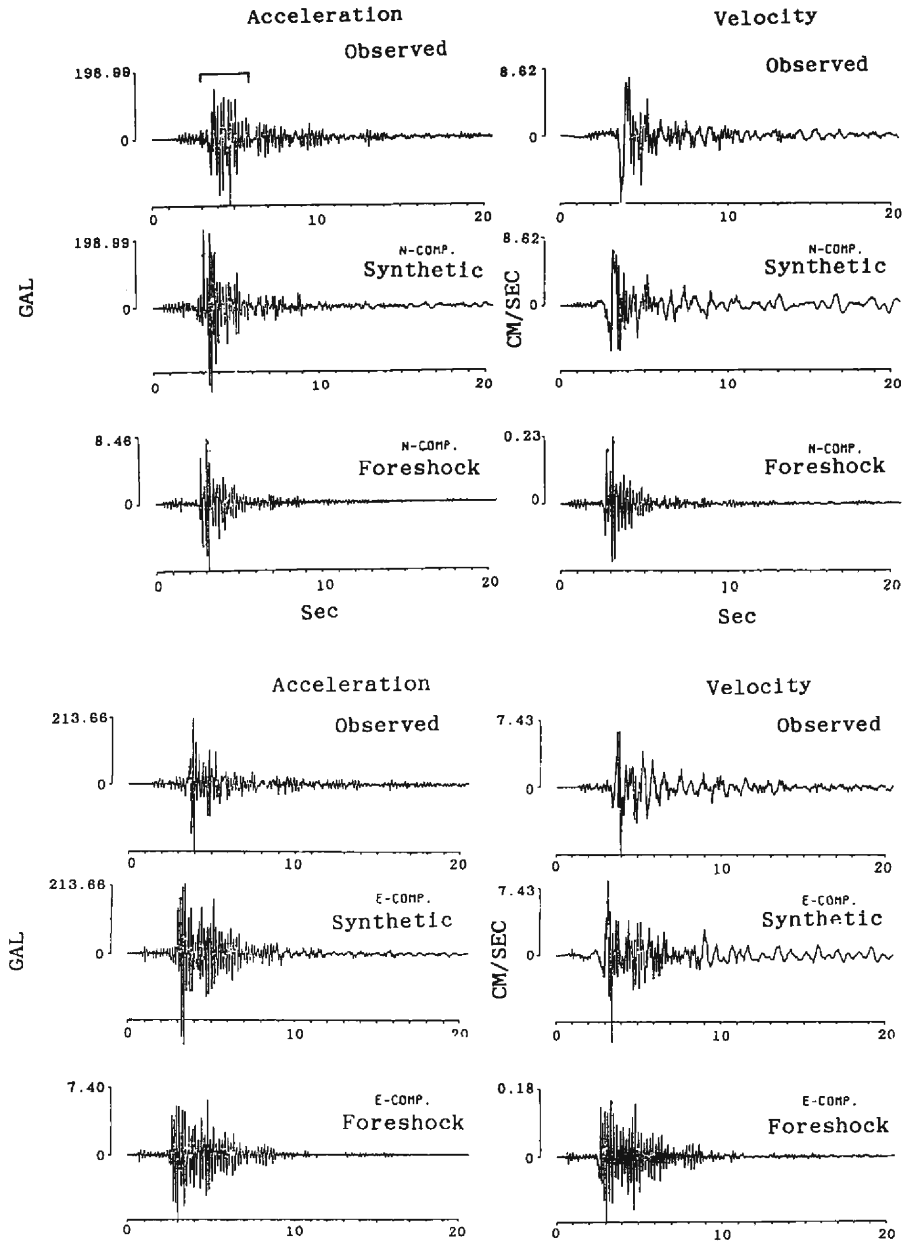 Acceleration
Velocity
Observed
Observed
198.99
0
0 10 20
8.62
0
0 10 20
N-COMP.
Synthetic
198.99
0
GAL
0 10 20
N-COMP.
Synthetic
8.62
0
CM/SEC
0 10 20
N-COMP.
Foreshock
8.46
0
0 10 20
Sec
N-COMP.
Foreshock
0.23
0
0 10 20
Sec
Acceleration
Velocity
Observed
213.66
0
0 10 20
Observed
7.43
0
0 10 20
E-COMP.
Synthetic
213.66
0
GAL
0 10 20
E-COMP.
Synthetic
7.43
0
CM/SEC
0 10 20
E-COMP.
Foreshock
7.40
0
0 10 20
E-COMP.
Foreshock
0.18
0
0 10 20